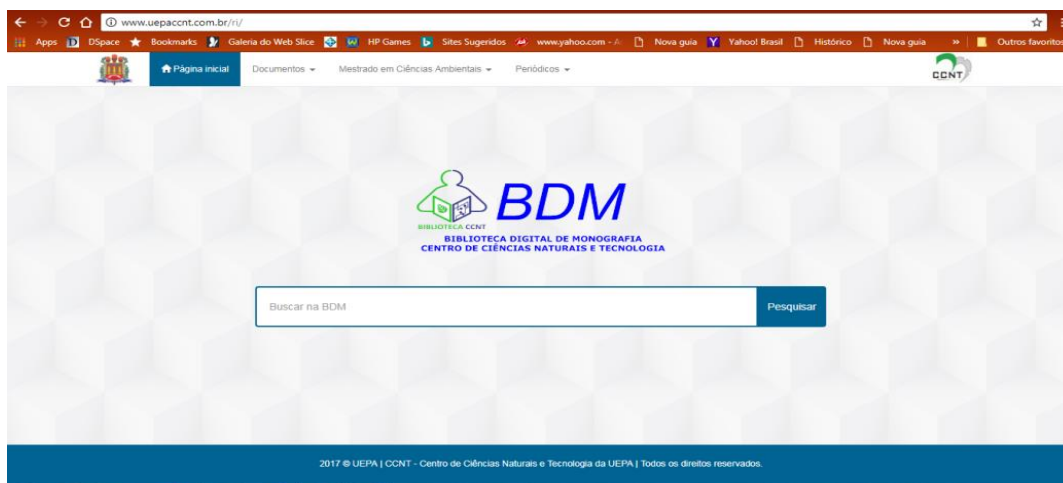 www.uepaccnt.com.br/ri/
Apps DSpace Bookmarks Galeria do Web Slice HP Games Sites Sugeridos www.yahoo.com - A Nova guia Yahoo! Brasil Histórico Nova guia » Outros favoritos
Página inicial Documentos Mestrado em Ciências Ambientais Periódicos CCNT
BIBLIOTECA CCNT BDM
BIBLIOTECA DIGITAL DE MONOGRAFIA
CENTRO DE CIÊNCIAS NATURAIS E TECNOLOGIA
Buscar na BDM Pesquisar
2017 © UEPA | CCNT - Centro de Ciências Naturais e Tecnologia da UEPA | Todos os direitos reservados.